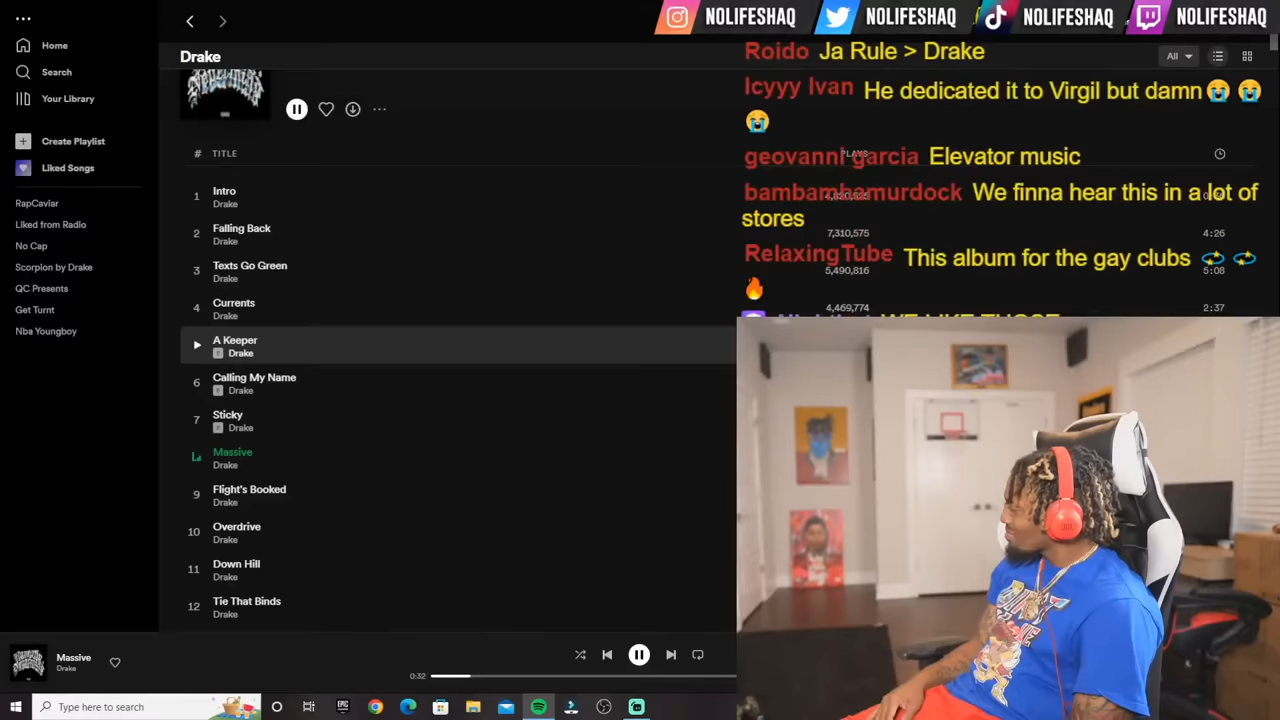 NOLIFESHAQ NOLIFESHAQ NOLIFESHAQ NOLIFESHAQ
Home
Search
Your Library
Create Playlist
Liked Songs
RapCaviar
Liked from Radio
No Cap
Scorpion by Drake
QC Presents
Get Turnt
Nba Youngboy
Drake
All
# TITLE
PLAYS
1 Intro
Drake
2 Falling Back
Drake
7,310,575 4:26
3 Texts Go Green
Drake
5,490,816 5:08
4 Currents
Drake
4,469,774 2:37
A Keeper
E Drake
6 Calling My Name
E Drake
7 Sticky
E Drake
Massive
Drake
9 Flight's Booked
Drake
10 Overdrive
Drake
11 Down Hill
Drake
12 Tie That Binds
Drake
Roido Ja Rule > Drake
Icyyy Ivan He dedicated it to Virgil but damn😭 😭
😭
geovanni garcia Elevator music
bambambamurdock We finna hear this in a lot of
stores
RelaxingTube This album for the gay clubs 💫 💫
🔥
Massive
Drake
0:32
Type here to search